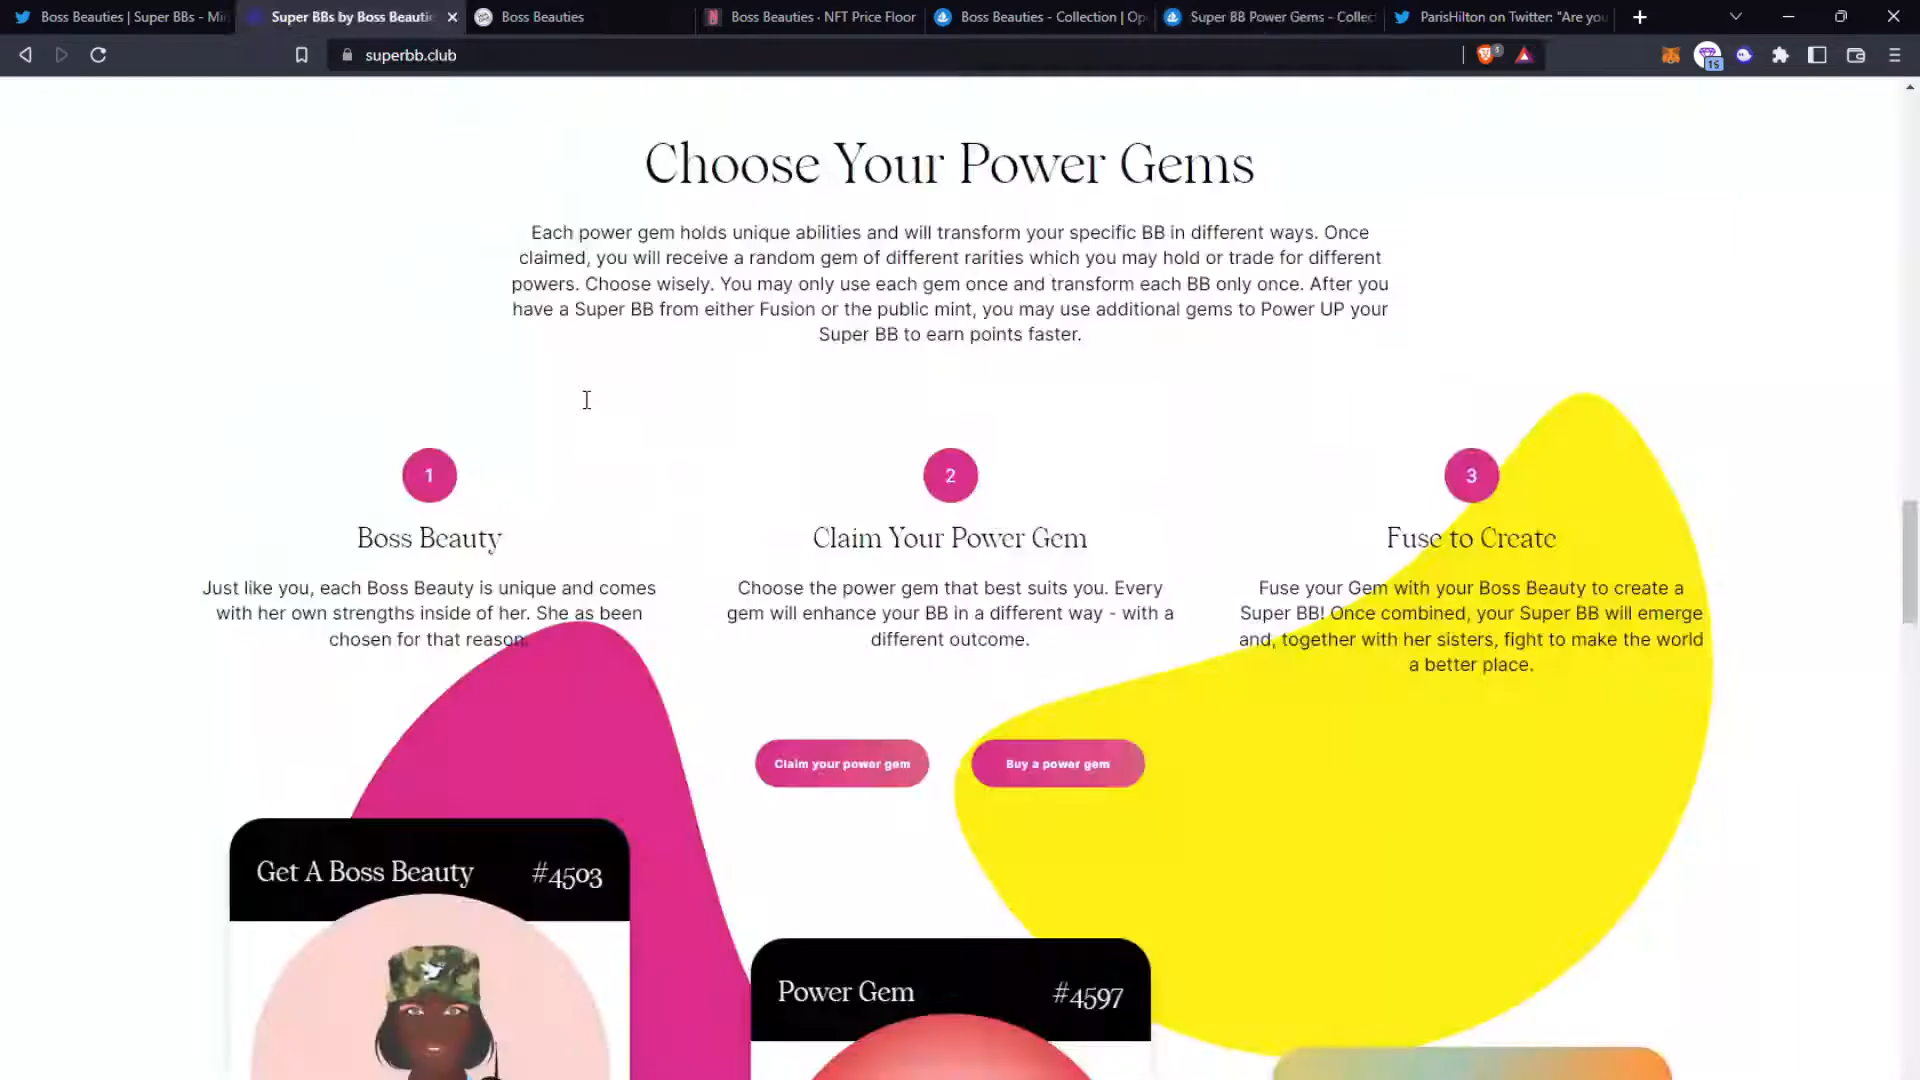 Boss Beauties | Super BBs - Mi
Super BBs by Boss Beautie
Boss Beauties
Boss Beauties · NFT Price Floor
Boss Beauties - Collection | Op
Super BB Power Gems - Collec
ParisHilton on Twitter: "Are you
superbb.club
3
15
Choose Your Power Gems
Each power gem holds unique abilities and will transform your specific BB in different ways. Once
claimed, you will receive a random gem of different rarities which you may hold or trade for different
powers. Choose wisely. You may only use each gem once and transform each BB only once. After you
have a Super BB from either Fusion or the public mint, you may use additional gems to Power UP your
Super BB to earn points faster.
1
Boss Beauty
Just like you, each Boss Beauty is unique and comes
with her own strengths inside of her. She as been
chosen for that reason.
2
Claim Your Power Gem
Choose the power gem that best suits you. Every
gem will enhance your BB in a different way - with a
different outcome.
3
Fuse to Create
Fuse your Gem with your Boss Beauty to create a
Super BB! Once combined, your Super BB will emerge
and, together with her sisters, fight to make the world
a better place.
Claim your power gem
Buy a power gem
Get A Boss Beauty #4503
Power Gem #4597